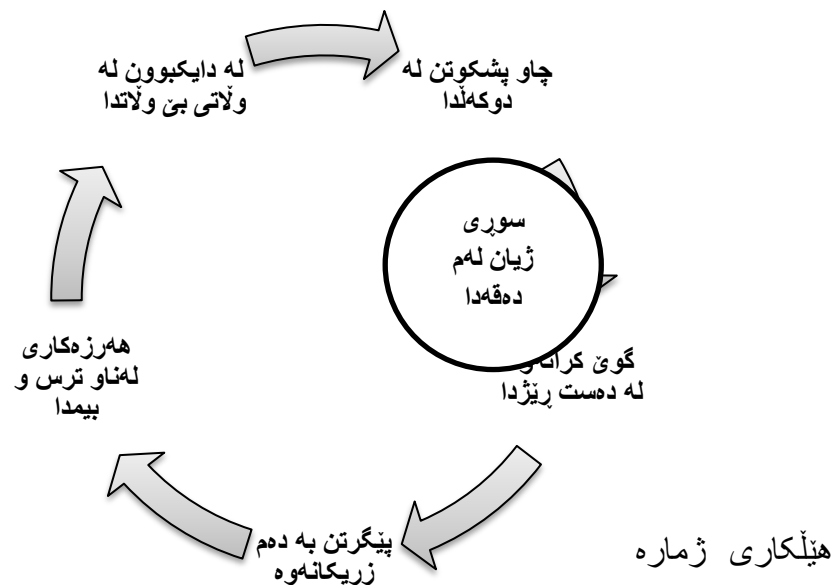 لە دایکبوون لە
وڵاتی بێ وڵاتدا
چاو پشکوتن لە
دوکەڵدا
سوڕی
ژیان لەم
دەقەدا
گوێ
لە دەست ڕێژدا
پێگرتن بە دەم
زریکانەوە
هەرزەکاری
لەناو ترس و
بیمدا
هێڵکاری ژمارە